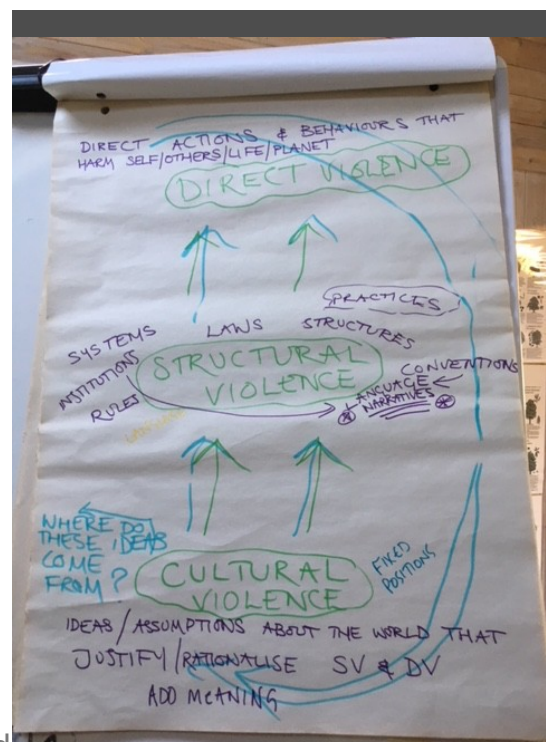 DIRECT ACTIONS & BEHAVIOURS THAT
HARM SELF/OTHERS/LIFE/PLANET
DIRECT VIOLENCE
PRACTICES
SYSTEMS LAWS STRUCTURES
INSTITUTIONS
RULES
STRUCTURAL
VIOLENCE
CONVENTIONS
LANGUAGE
NARRATIVES
WHERE DO
THESE IDEAS
COME
FROM?
CULTURAL
VIOLENCE
FIXED
POSITIONS
IDEAS/ASSUMPTIONS ABOUT THE WORLD THAT
JUSTIFY/RATIONALISE SV & DV
ADD MEANING